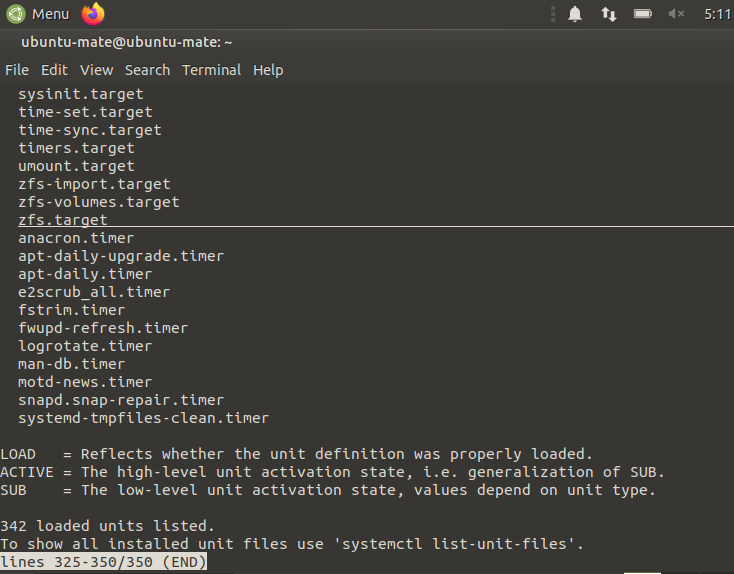 Menu 5:11
ubuntu-mate@ubuntu-mate: ~
File Edit View Search Terminal Help
sysinit.target
time-set.target
time-sync.target
timers.target
umount.target
zfs-import.target
zfs-volumes.target
zfs.target
anacron.timer
apt-daily-upgrade.timer
apt-daily.timer
e2scrub_all.timer
fstrim.timer
fwupd-refresh.timer
logrotate.timer
man-db.timer
motd-news.timer
snapd.snap-repair.timer
systemd-tmpfiles-clean.timer
LOAD   = Reflects whether the unit definition was properly loaded.
ACTIVE = The high-level unit activation state, i.e. generalization of SUB.
SUB    = The low-level unit activation state, values depend on unit type.
342 loaded units listed.
To show all installed unit files use 'systemctl list-unit-files'.
lines 325-350/350 (END)